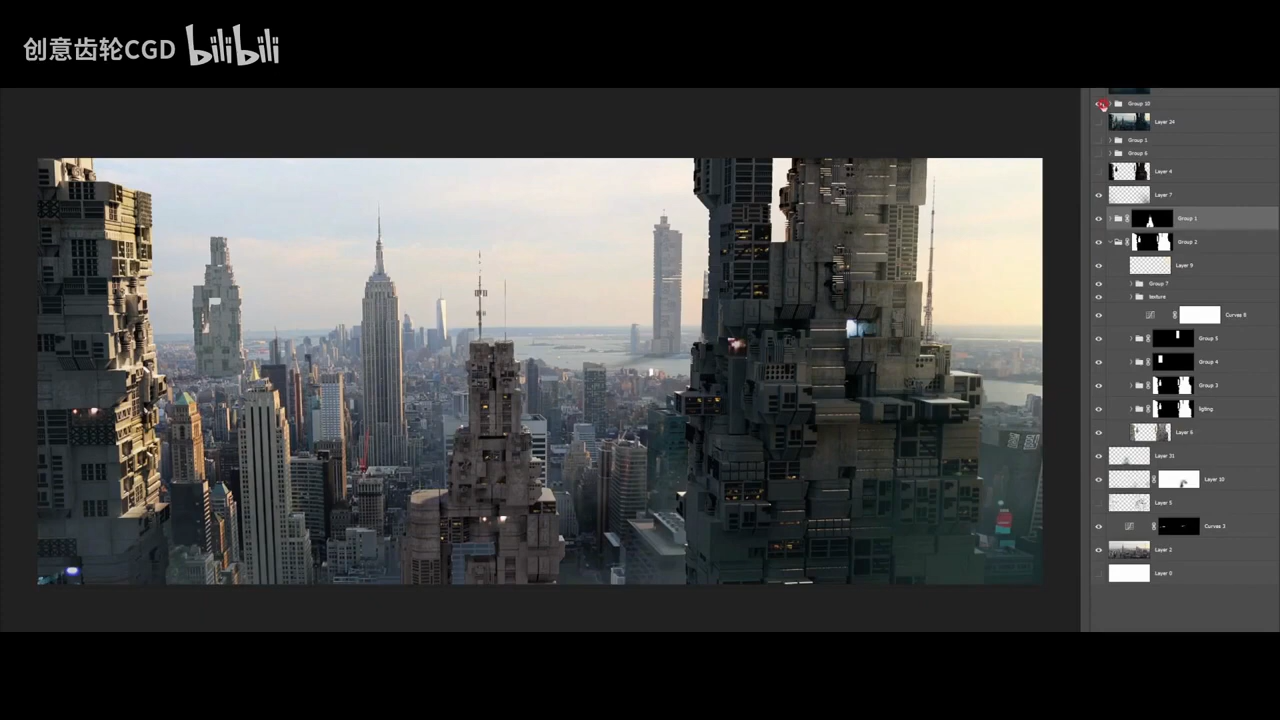 创意齿轮CGD bilibili
Group 10
Layer 24
Group 1
Group 6
Layer 4
Layer 7
Group 1
Group 2
Layer 9
Group 7
texture
Curves 8
Group 5
Group 4
Group 3
ligting
Layer 6
Layer 31
Layer 10
Layer 5
Curves 3
Layer 2
Layer 0